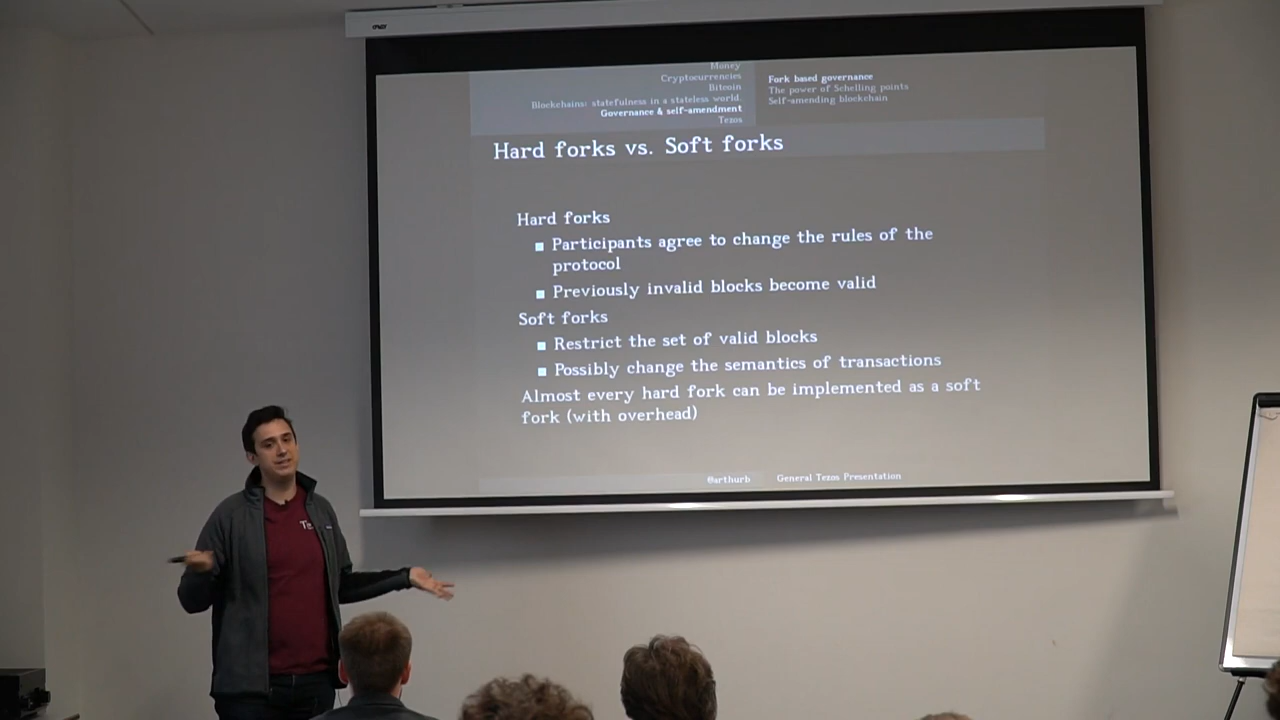 Money
Cryptocurrencies
Bitcoin
Blockchains: statefulness in a stateless world.
Governance & self-amendment
Tezos
Fork based governance
The power of Schelling points
Self-amending blockchain
Hard forks vs. Soft forks
Hard forks
Participants agree to change the rules of the
protocol
Previously invalid blocks become valid
Soft forks
Restrict the set of valid blocks
Possibly change the semantics of transactions
Almost every hard fork can be implemented as a soft
fork (with overhead)
@arthurb
General Tezos Presentation